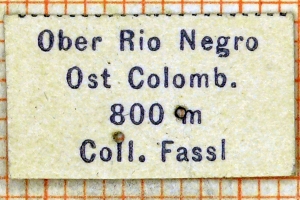 Ober Rio Negro
Ost Colomb.
800 m
Coll. Fassl